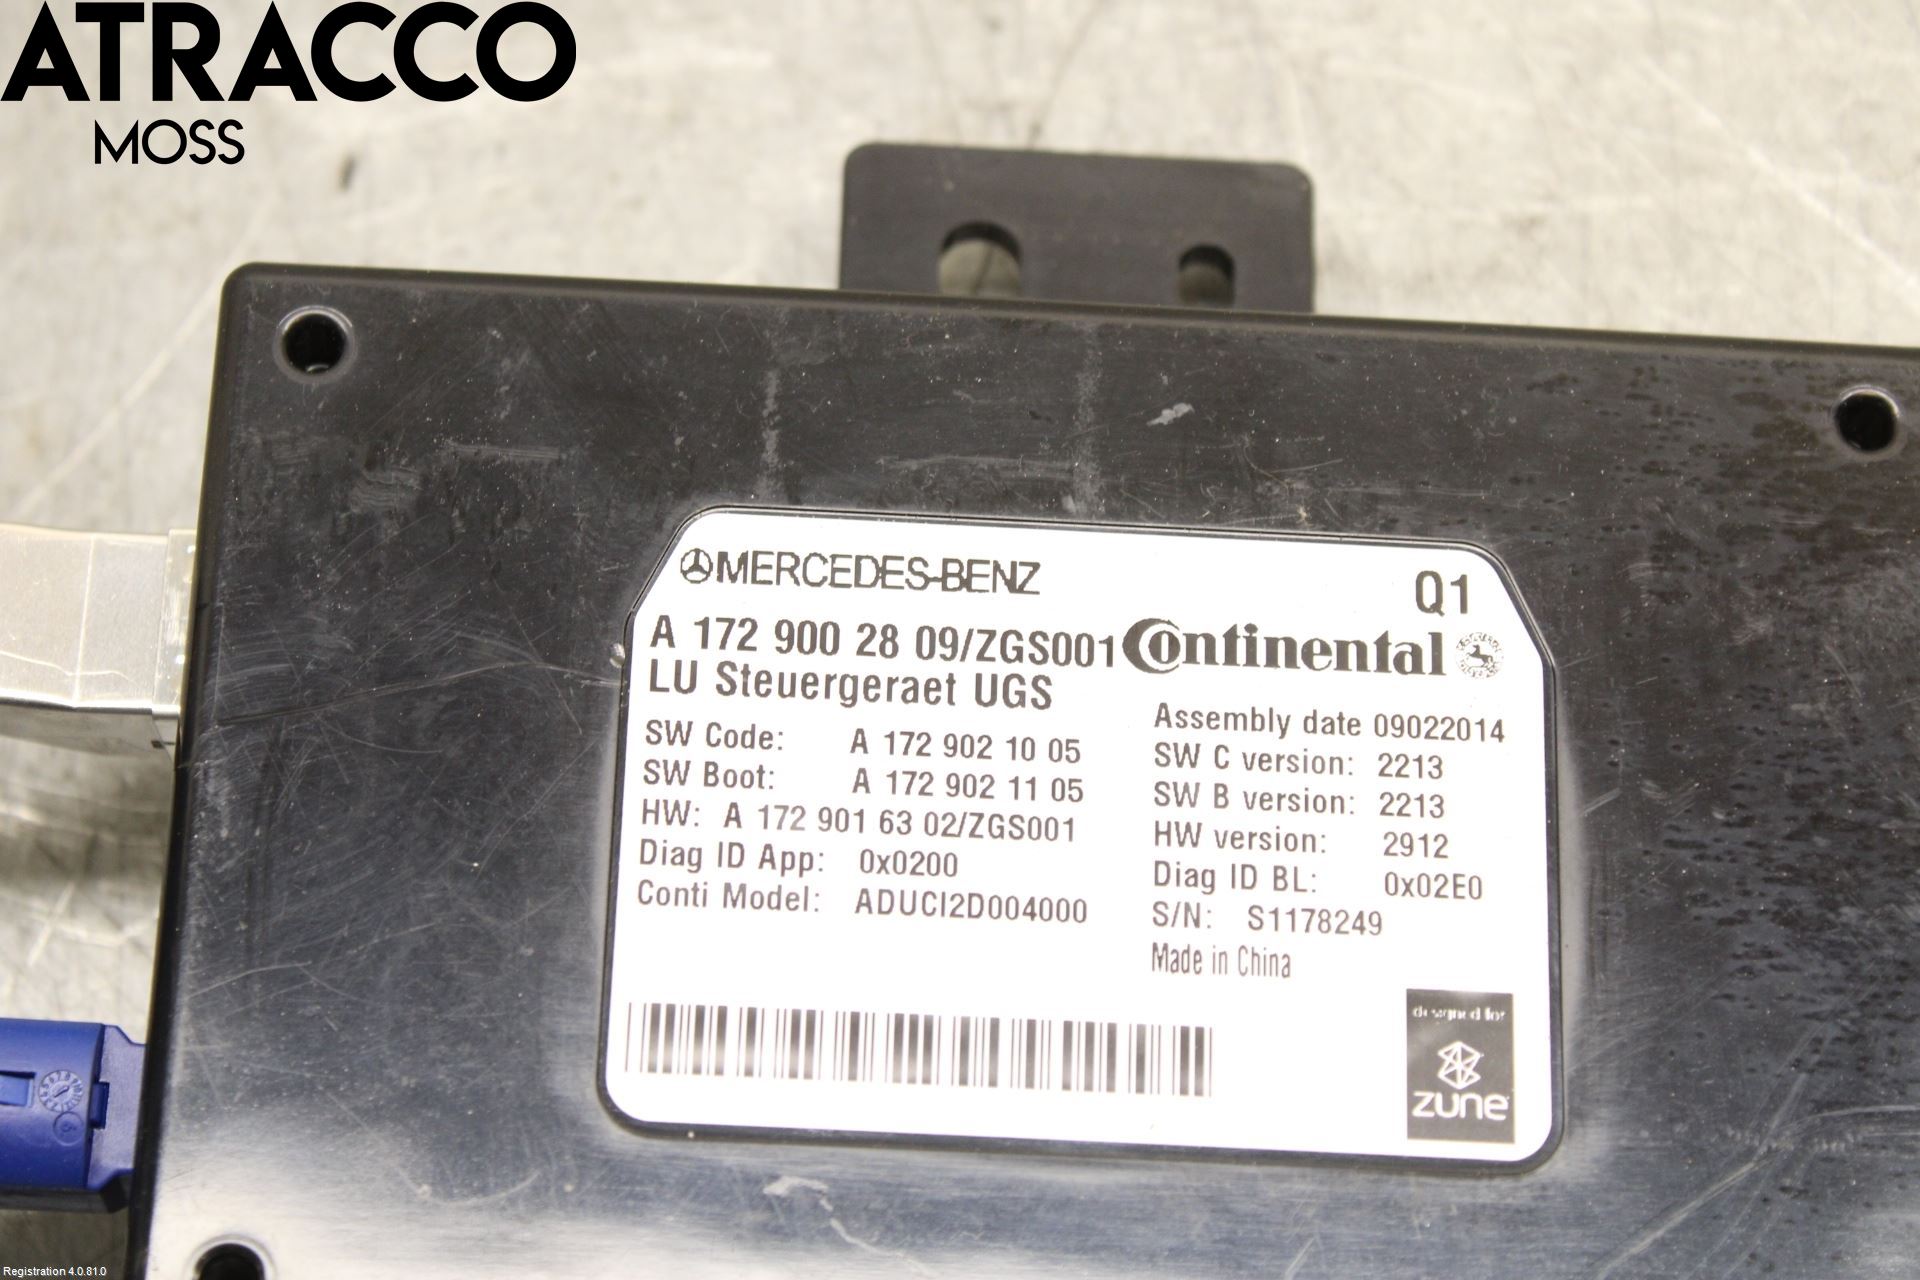 ATRACCO
MOSS
MERCEDES-BENZ
Q1
A 172 900 28 09/ZGS001
Continental
LU Steuergeraet UGS
Assembly date 09022014
SW Code: A 172 902 10 05
SW C version: 2213
SW Boot: A 172 902 11 05
SW B version: 2213
HW: A 172 901 63 02/ZGS001
HW version: 2912
Diag ID App: 0x0200
Diag ID BL: 0x02E0
Conti Model: ADUCI2D004000
S/N: S1178249
Made in China
designed for
zune
Registration 4.0.81.0